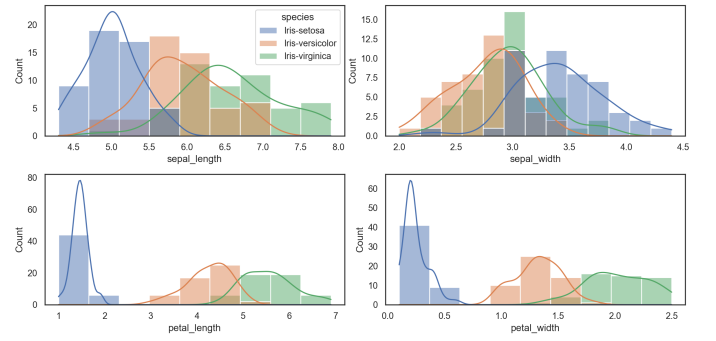 species
Iris-setosa
Iris-versicolor
Iris-virginica
Count
20
15
10
5
0
4.5 5.0 5.5 6.0 6.5 7.0 7.5 8.0
sepal_length
Count
15.0
12.5
10.0
7.5
5.0
2.5
0.0
2.0 2.5 3.0 3.5 4.0 4.5
sepal_width
Count
80
60
40
20
0
1 2 3 4 5 6 7
petal_length
Count
60
50
40
30
20
10
0
0.0 0.5 1.0 1.5 2.0 2.5
petal_width